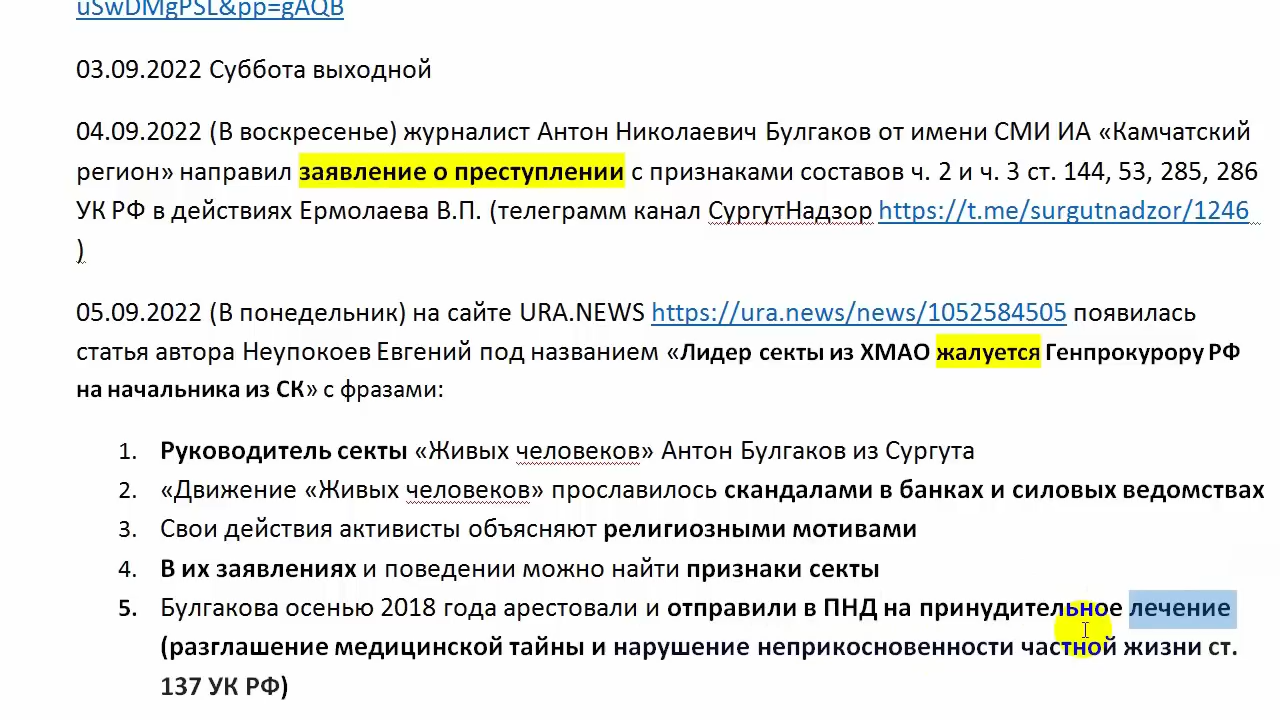 uSwDMgPSL&pp=gAQB
03.09.2022 Суббота выходной
04.09.2022 (В воскресенье) журналист Антон Николаевич Булгаков от имени СМИ ИА «Камчатский
регион» направил заявление о преступлении с признаками составов ч. 2 и ч. 3 ст. 144, 53, 285, 286
УК РФ в действиях Ермолаева В.П. (телеграмм канал СургутНадзор https://t.me/surgutnadzor/1246
)
05.09.2022 (В понедельник) на сайте URA.NEWS https://ura.news/news/1052584505 появилась
статья автора Неупокоев Евгений под названием «Лидер секты из ХМАО жалуется Генпрокурору РФ
на начальника из СК» с фразами:
1. Руководитель секты «Живых человеков» Антон Булгаков из Сургута
2. «Движение «Живых человеков» прославилось скандалами в банках и силовых ведомствах
3. Свои действия активисты объясняют религиозными мотивами
4. В их заявлениях и поведении можно найти признаки секты
5. Булгакова осенью 2018 года арестовали и отправили в ПНД на принудительное лечение
(разглашение медицинской тайны и нарушение неприкосновенности частной жизни ст.
137 УК РФ)